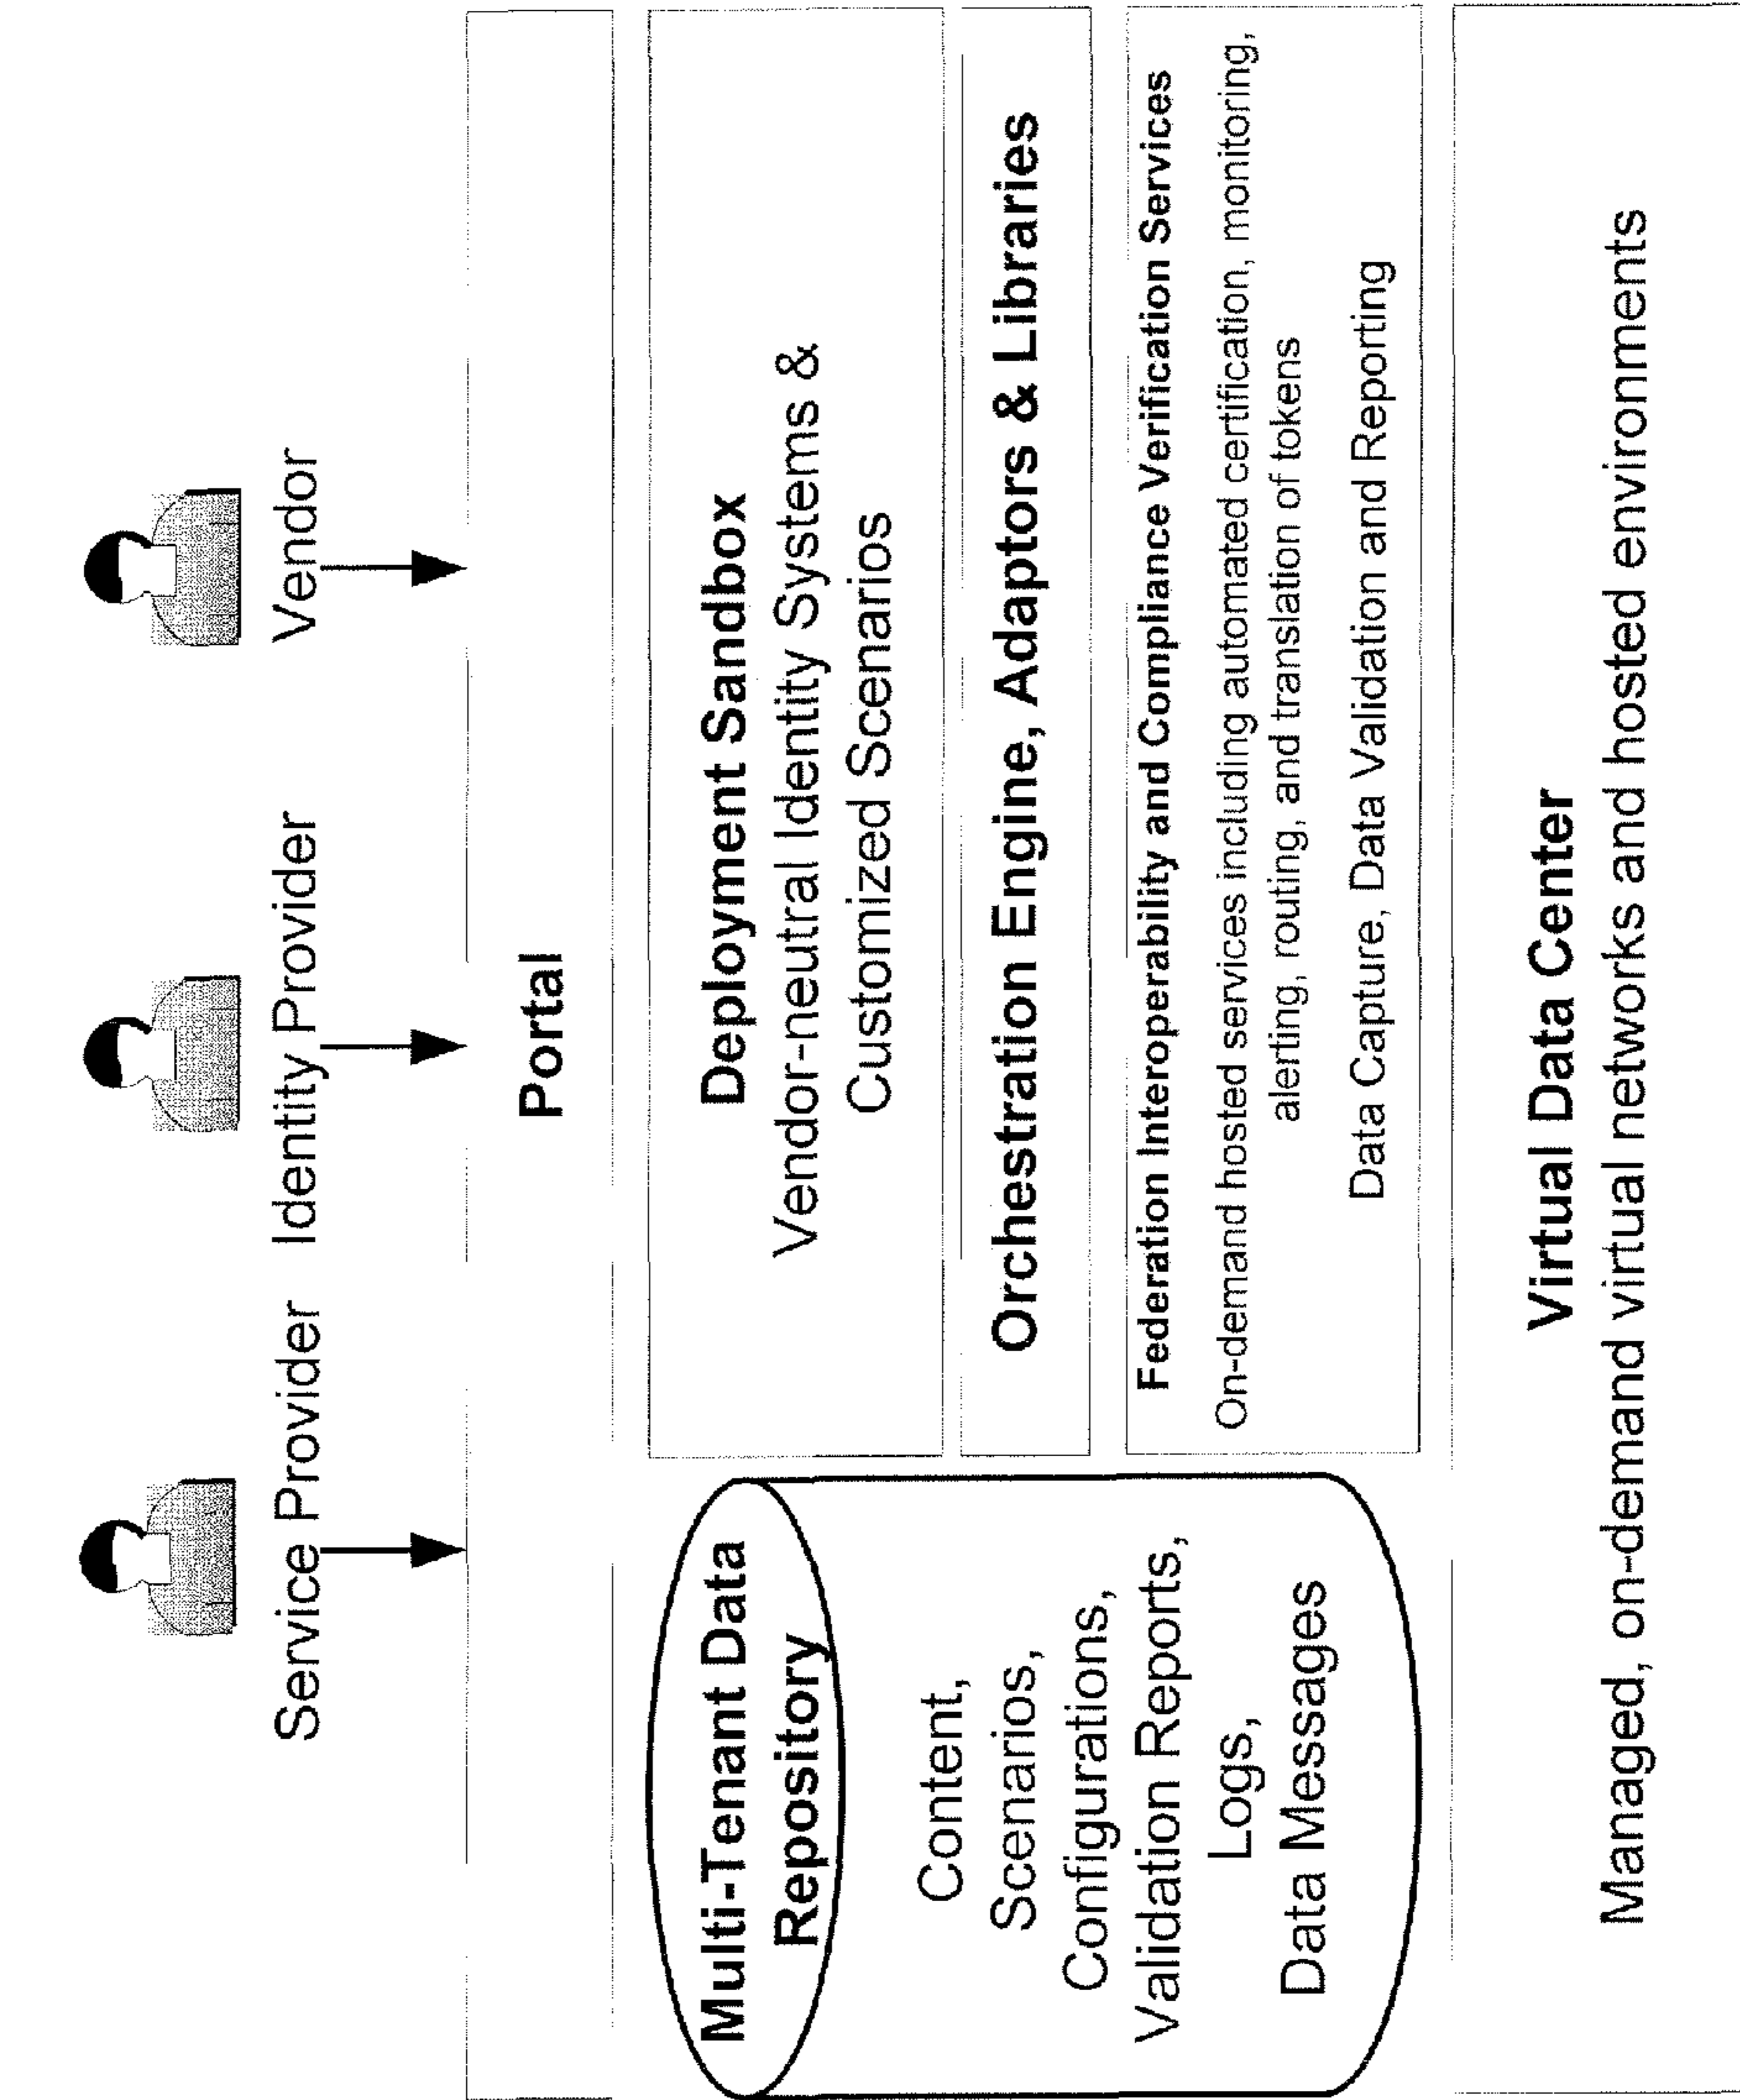 Service Provider
Identity Provider
Vendor
Portal
Multi-Tenant Data
Repository
Content,
Scenarios,
Configurations,
Validation Reports,
Logs,
Data Messages
Deployment Sandbox
Vendor-neutral Identity Systems &
Customized Scenarios
Orchestration Engine, Adaptors & Libraries
Federation Interoperability and Compliance Verification Services
On-demand hosted services including automated certification, monitoring,
alerting, routing, and translation of tokens
Data Capture, Data Validation and Reporting
Virtual Data Center
Managed, on-demand virtual networks and hosted environments